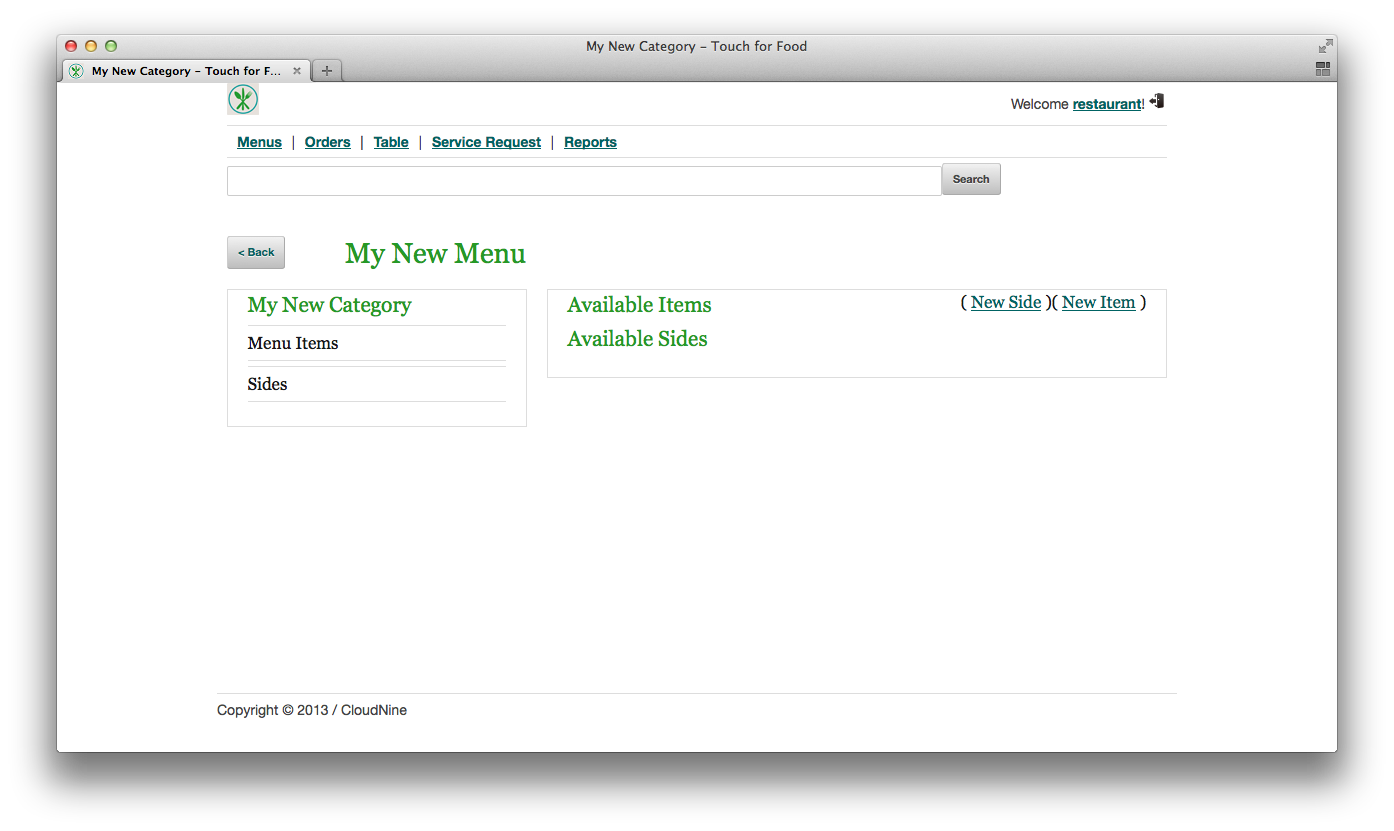 My New Category – Touch for Food
My New Category – Touch for F...
Welcome restaurant!
Menus | Orders | Table | Service Request | Reports
Search
< Back
My New Menu
My New Category
Menu Items
Sides
Available Items
( New Side )( New Item )
Available Sides
Copyright © 2013 / CloudNine